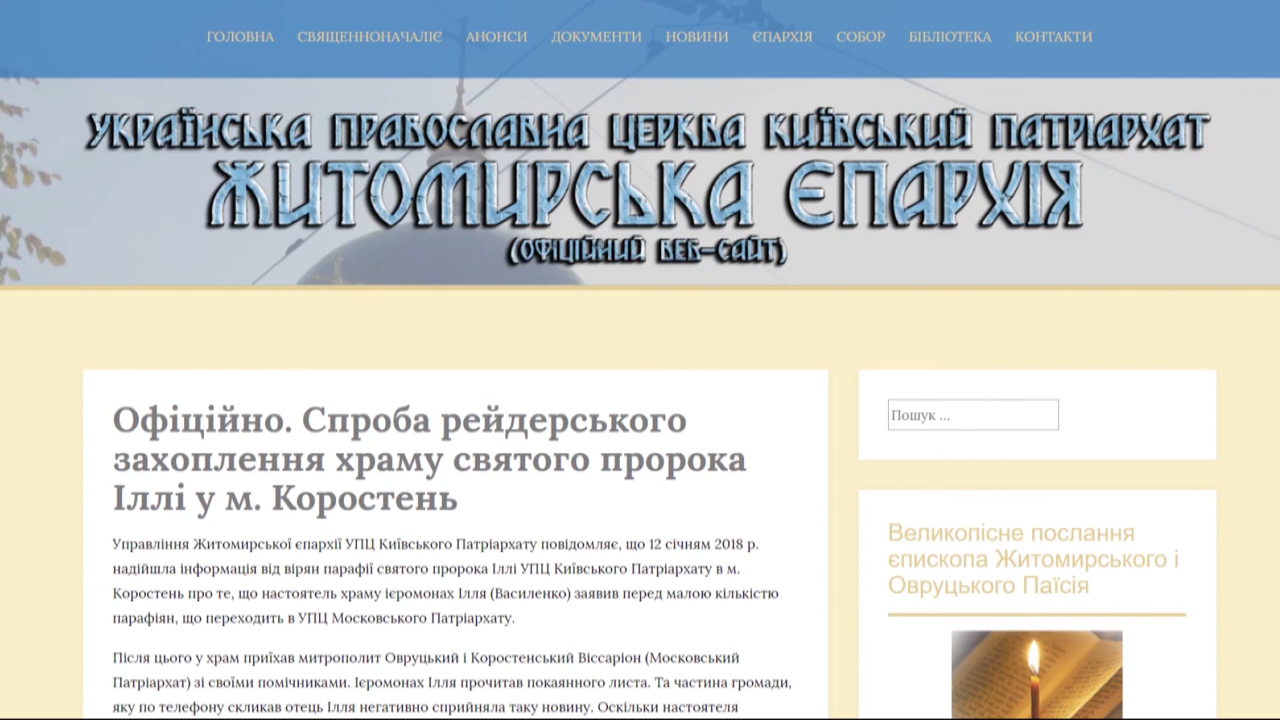 ГОЛОВНА СВЯЩЕННОНАЧАЛІЄ АНОНСИ ДОКУМЕНТИ НОВИНИ ЄПАРХІЯ СОБОР БІБЛІОТЕКА КОНТАКТИ
УКРАЇНСЬКА ПРАВОСЛАВНА ЦЕРКВА КИЇВСЬКИЙ ПАТРІАРХАТ
ЖИТОМИРСЬКА ЄПАРХІЯ
(ОФІЦІЙНИЙ ВЕБ-САЙТ)
Офіційно. Спроба рейдерського
захоплення храму святого пророка
Іллі у м. Коростень
Управління Житомирської єпархії УПЦ Київського Патріархату повідомляє, що 12 січням 2018 р.
надійшла інформація від вірян парафії святого пророка Іллі УПЦ Київського Патріархату в м.
Коростень про те, що настоятель храму ієромонах Ілля (Василенко) заявив перед малою кількістю
парафіян, що переходить в УПЦ Московського Патріархату.
Після цього у храм приїхав митрополит Овруцький і Коростенський Віссаріон (Московський
Патріархат) зі своїми помічниками. Ієромонах Ілля прочитав покаянного листа. Та частина громади,
яку по телефону скликав отець Ілля негативно сприйняла таку новину. Оскільки настоятеля
Пошук ...
Великопісне послання
єпископа Житомирського і
Овруцького Паїсія